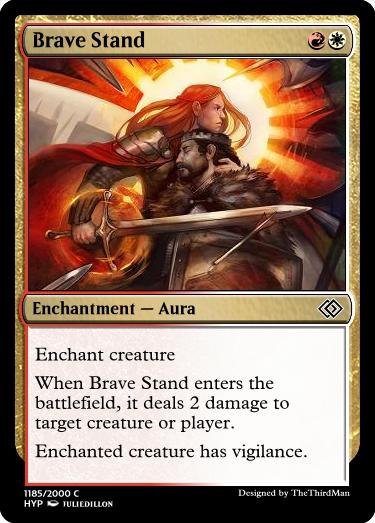 Brave Stand
Enchantment — Aura
Enchant creature
When Brave Stand enters the
battlefield, it deals 2 damage to
target creature or player.
Enchanted creature has vigilance.
1185/2000 C
Designed by TheThirdMan
HYP JULIEDILLON